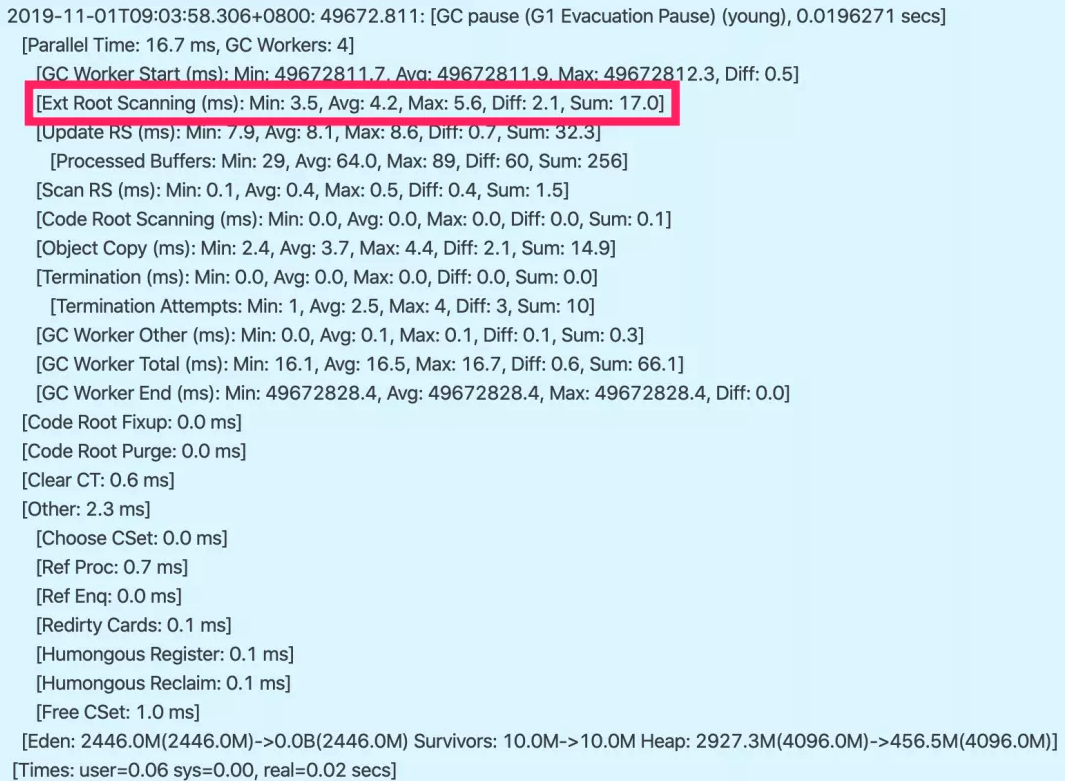 2019-11-01T09:03:58.306+0800: 49672.811: [GC pause (G1 Evacuation Pause) (young), 0.0196271 secs]
[Parallel Time: 16.7 ms, GC Workers: 4]
[GC Worker Start (ms): Min: 49672811.7, Avg: 49672811.9, Max: 49672812.3, Diff: 0.5]
[Ext Root Scanning (ms): Min: 3.5, Avg: 4.2, Max: 5.6, Diff: 2.1, Sum: 17.0]
[Update RS (ms): Min: 7.9, Avg: 8.1, Max: 8.6, Diff: 0.7, Sum: 32.3]
[Processed Buffers: Min: 29, Avg: 64.0, Max: 89, Diff: 60, Sum: 256]
[Scan RS (ms): Min: 0.1, Avg: 0.4, Max: 0.5, Diff: 0.4, Sum: 1.5]
[Code Root Scanning (ms): Min: 0.0, Avg: 0.0, Max: 0.0, Diff: 0.0, Sum: 0.1]
[Object Copy (ms): Min: 2.4, Avg: 3.7, Max: 4.4, Diff: 2.1, Sum: 14.9]
[Termination (ms): Min: 0.0, Avg: 0.0, Max: 0.0, Diff: 0.0, Sum: 0.0]
[Termination Attempts: Min: 1, Avg: 2.5, Max: 4, Diff: 3, Sum: 10]
[GC Worker Other (ms): Min: 0.0, Avg: 0.1, Max: 0.1, Diff: 0.1, Sum: 0.3]
[GC Worker Total (ms): Min: 16.1, Avg: 16.5, Max: 16.7, Diff: 0.6, Sum: 66.1]
[GC Worker End (ms): Min: 49672828.4, Avg: 49672828.4, Max: 49672828.4, Diff: 0.0]
[Code Root Fixup: 0.0 ms]
[Code Root Purge: 0.0 ms]
[Clear CT: 0.6 ms]
[Other: 2.3 ms]
[Choose CSet: 0.0 ms]
[Ref Proc: 0.7 ms]
[Ref Enq: 0.0 ms]
[Redirty Cards: 0.1 ms]
[Humongous Register: 0.1 ms]
[Humongous Reclaim: 0.1 ms]
[Free CSet: 1.0 ms]
[Eden: 2446.0M(2446.0M)->0.0B(2446.0M) Survivors: 10.0M->10.0M Heap: 2927.3M(4096.0M)->456.5M(4096.0M)]
[Times: user=0.06 sys=0.00, real=0.02 secs]